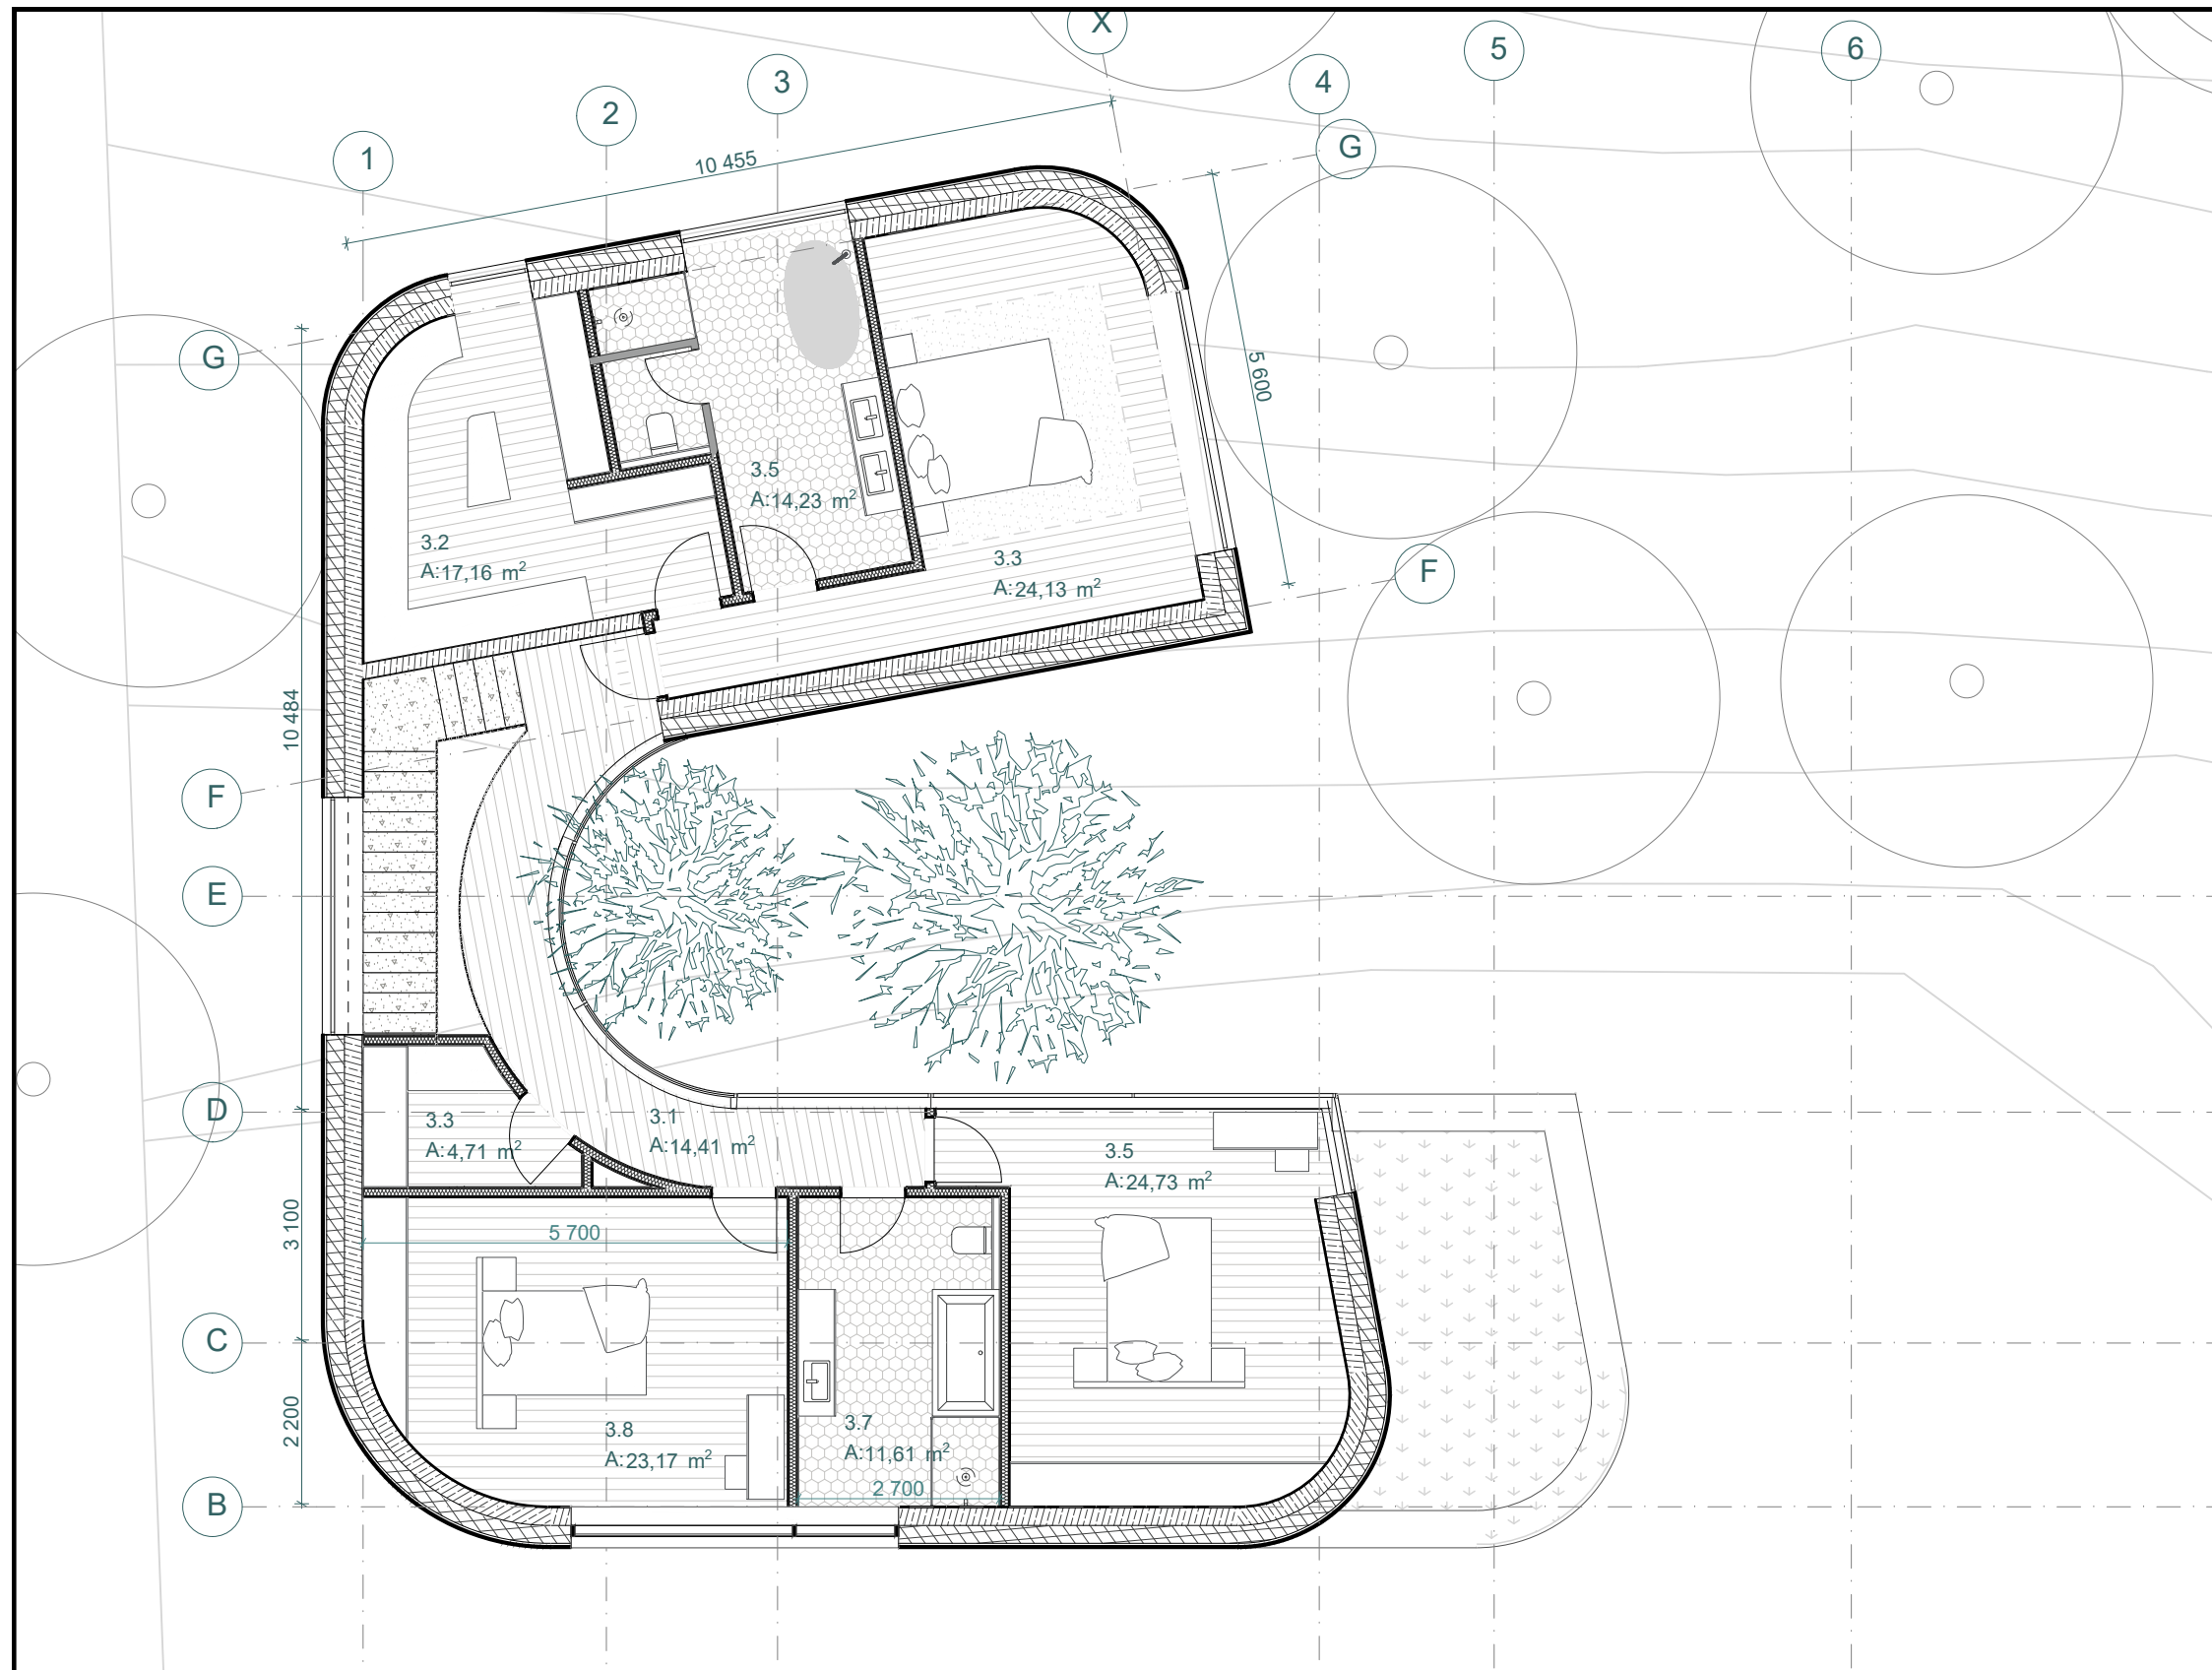 X
5
6
3
4
2
G
1
10 455
G
5 600
3.5
A:14,23 m²
3.2
A:17,16 m²
3.3
A:24,13 m²
F
10 484
F
E
D
3.3
A:4,71 m²
3.1
A:14,41 m²
3.5
A:24,73 m²
3 100
5 700
C
2 200
3.8
A:23,17 m²
3.7
A:11,61 m²
2 700
B